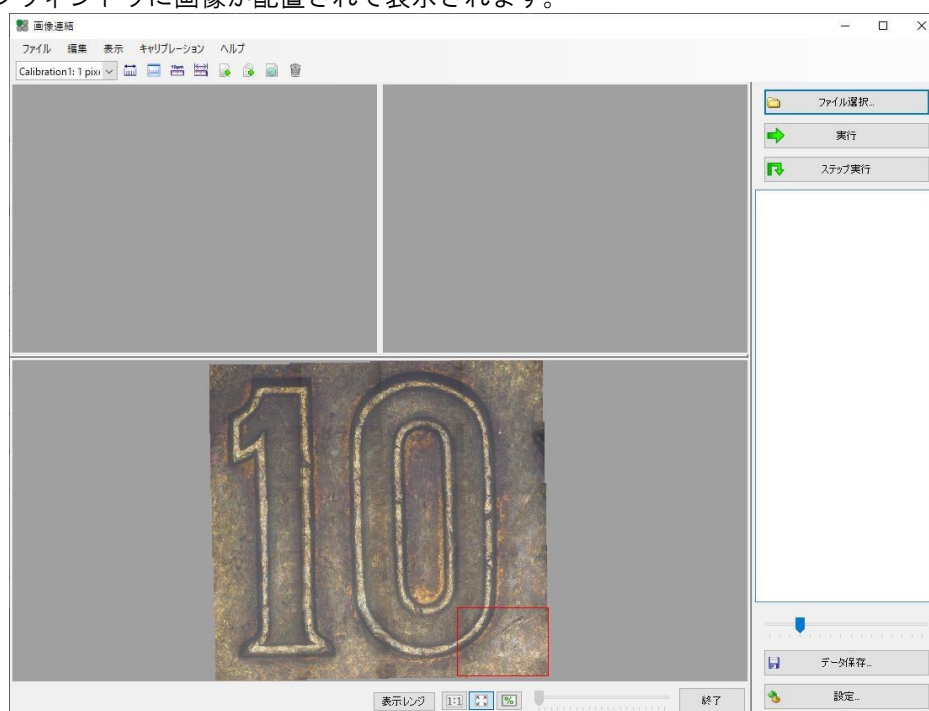 ンウィンドウに画像が配置されて表示されます。
画像連結
ファイル 編集 表示 キャリブレーション ヘルプ
Calibration1: 1 pix
ファイル選択...
実行
ステップ実行
10
データ保存...
設定...
表示レンジ 1:1 % 終了